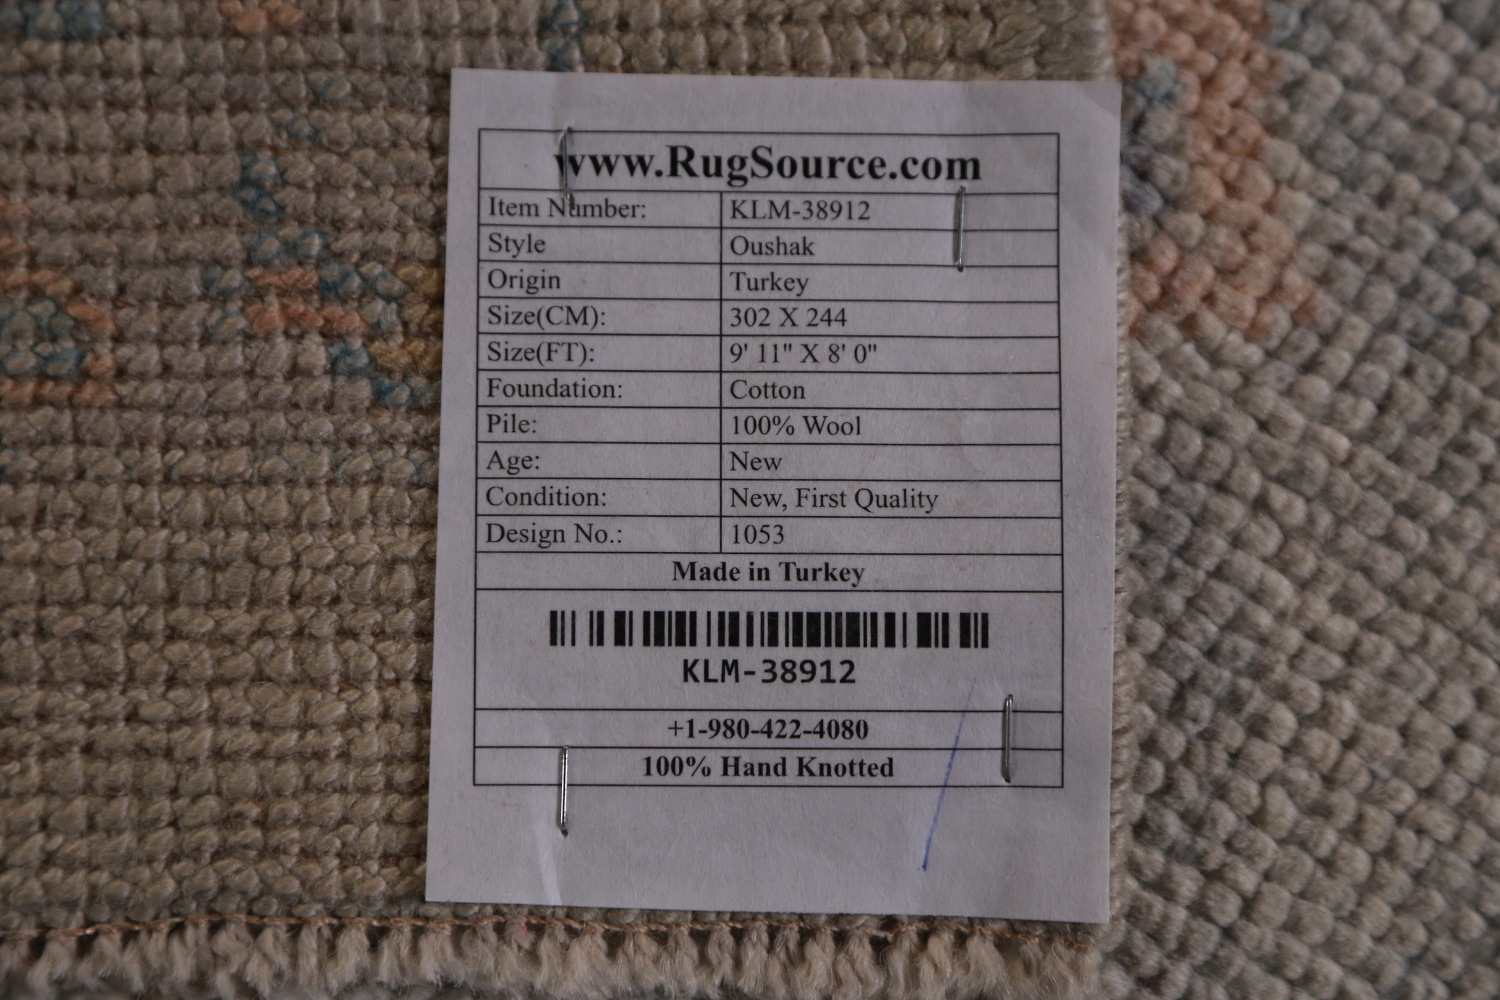 www.RugSource.com
Item Number: KLM-38912
Style Oushak
Origin Turkey
Size(CM): 302 X 244
Size(FT): 9' 11" X 8' 0"
Foundation: Cotton
Pile: 100% Wool
Age: New
Condition: New, First Quality
Design No.: 1053
Made in Turkey
KLM-38912
+1-980-422-4080
100% Hand Knotted